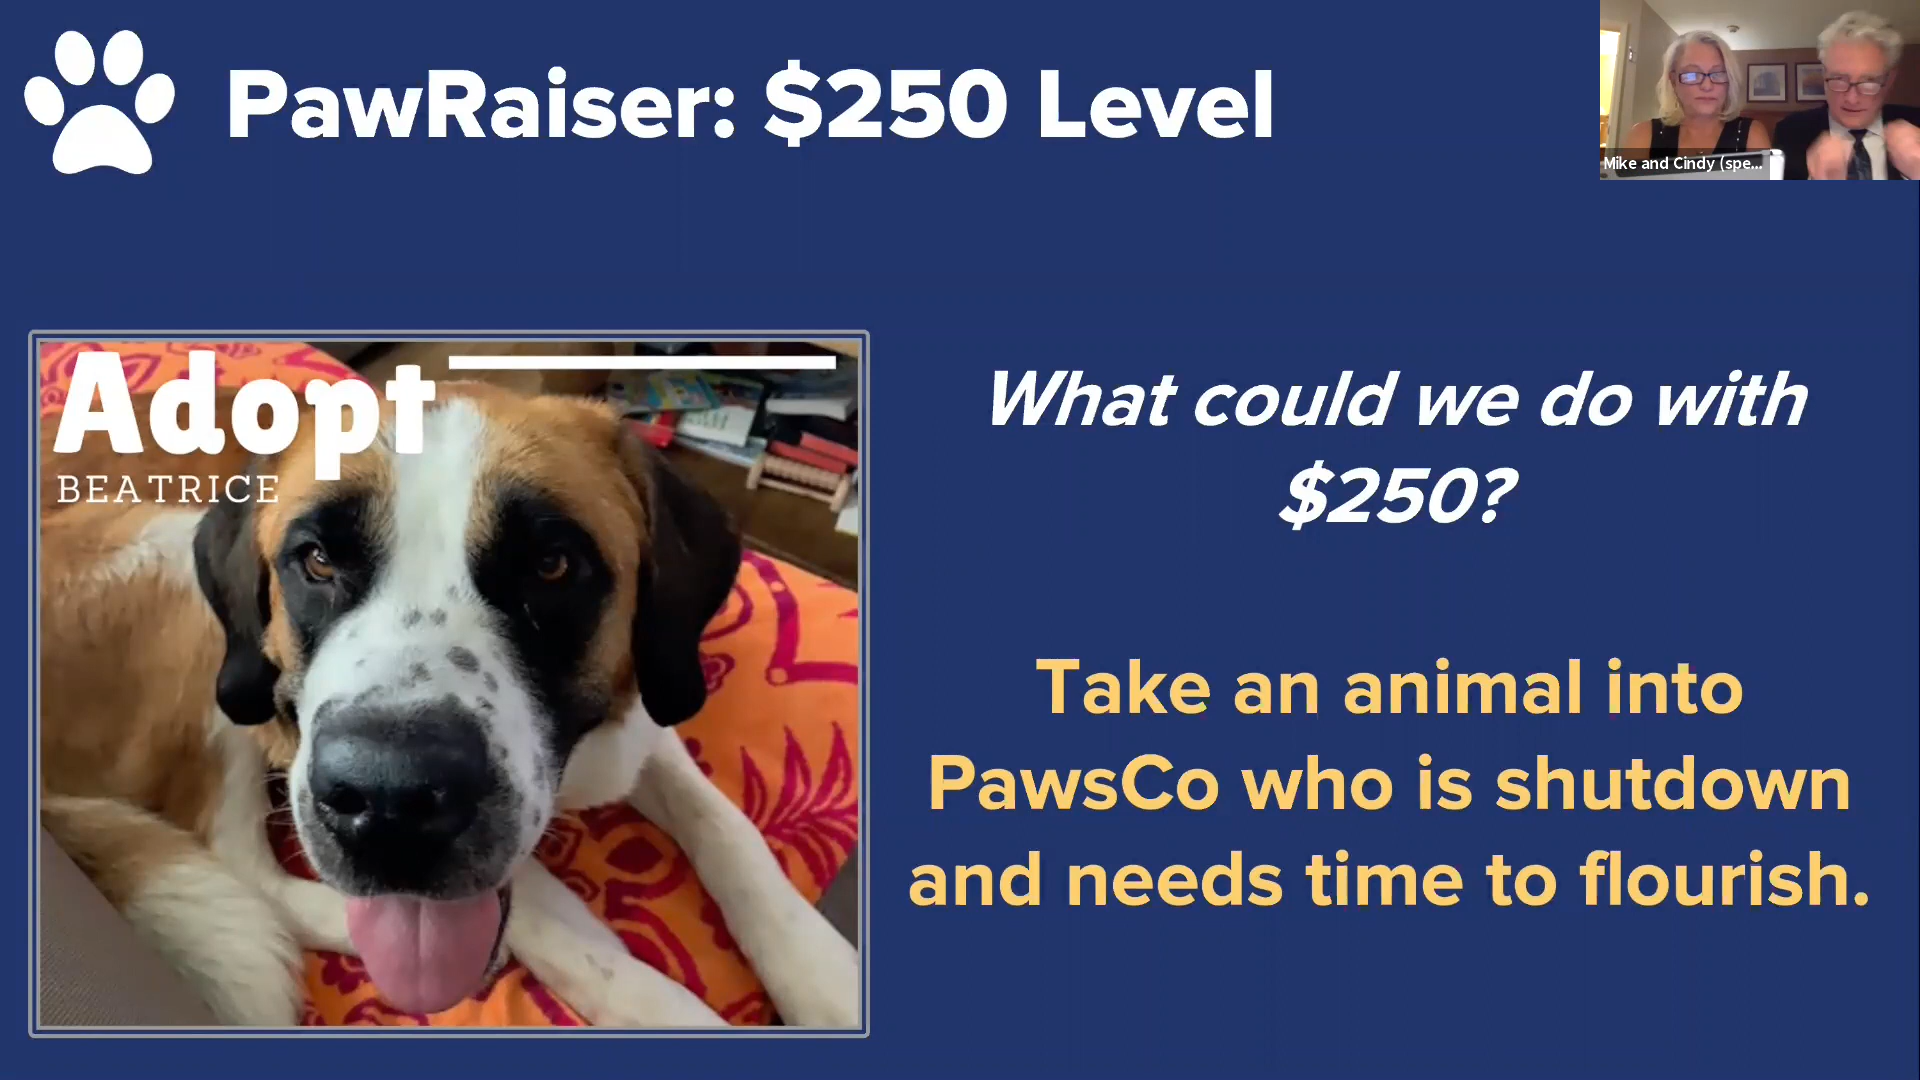 PawRaiser: $250 Level
Mike and Cindy (spe...
Adopt
BEATRICE
What could we do with
$250?
Take an animal into
PawsCo who is shutdown
and needs time to flourish.